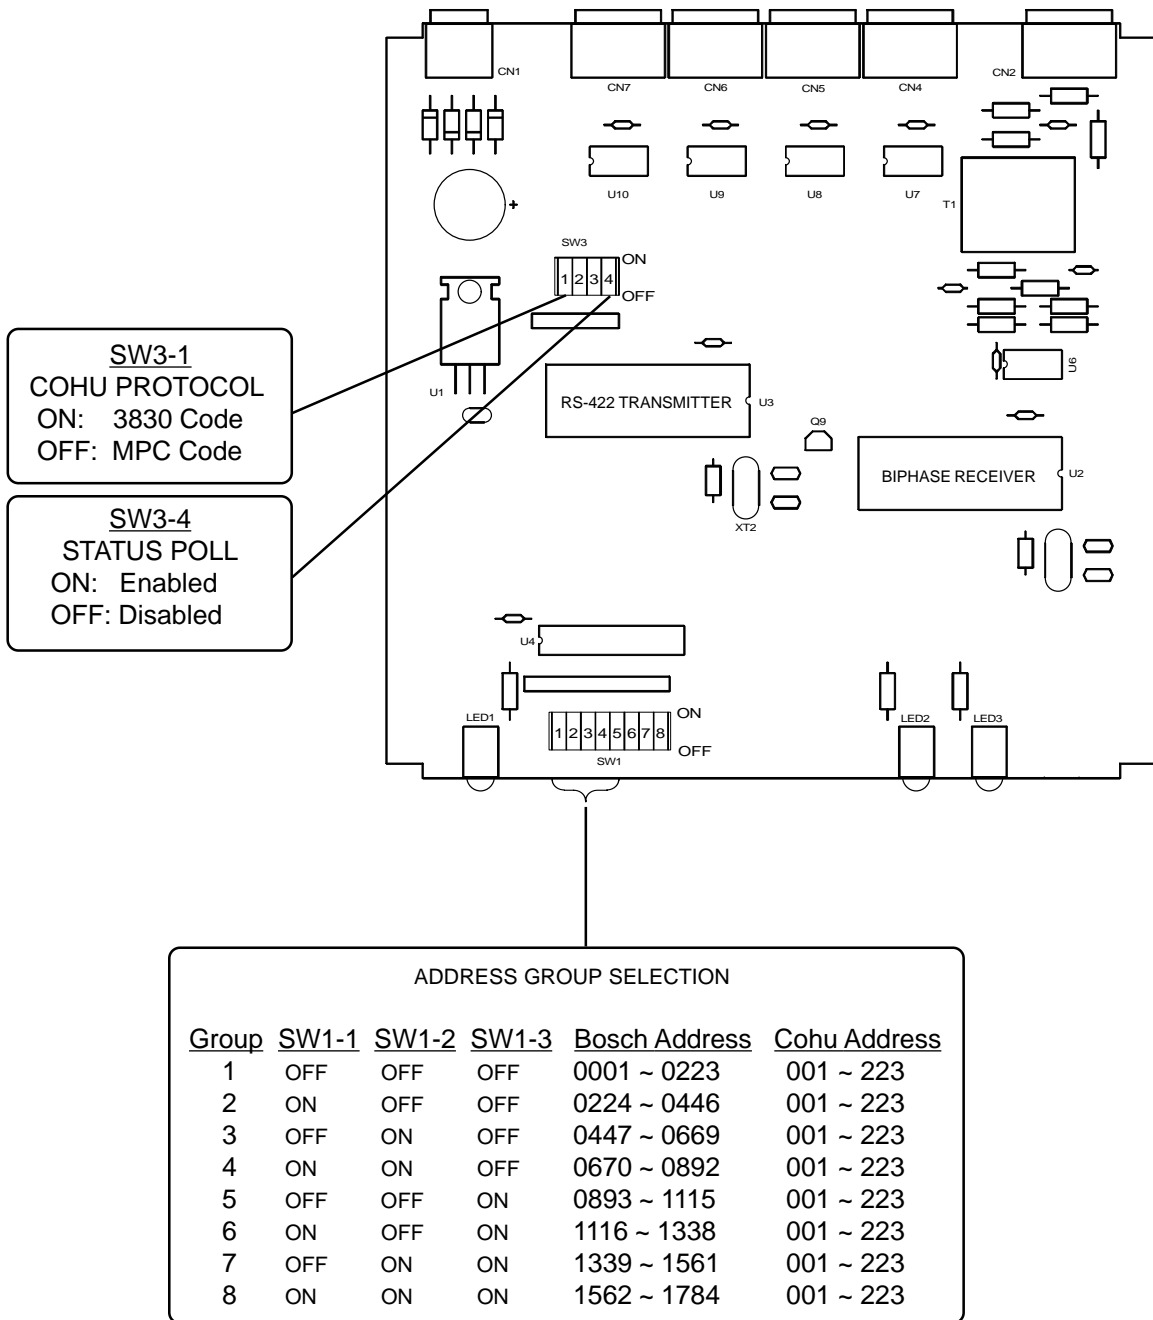 CN1
CN7
CN6
CN5
CN4
CN2
U10
U9
U8
U7
T1
SW3
ON
1 2 3 4
OFF
SW3-1
COHU PROTOCOL
ON: 3830 Code
OFF: MPC Code
U1
RS-422 TRANSMITTER
U3
U6
Q9
BIPHASE RECEIVER
U2
XT2
SW3-4
STATUS POLL
ON: Enabled
OFF: Disabled
U4
LED1
ON
1 2 3 4 5 6 7 8
OFF
SW1
LED2
LED3
ADDRESS GROUP SELECTION
Group SW1-1 SW1-2 SW1-3 Bosch Address Cohu Address
1 OFF OFF OFF 0001 ~ 0223 001 ~ 223
2 ON OFF OFF 0224 ~ 0446 001 ~ 223
3 OFF ON OFF 0447 ~ 0669 001 ~ 223
4 ON ON OFF 0670 ~ 0892 001 ~ 223
5 OFF OFF ON 0893 ~ 1115 001 ~ 223
6 ON OFF ON 1116 ~ 1338 001 ~ 223
7 OFF ON ON 1339 ~ 1561 001 ~ 223
8 ON ON ON 1562 ~ 1784 001 ~ 223